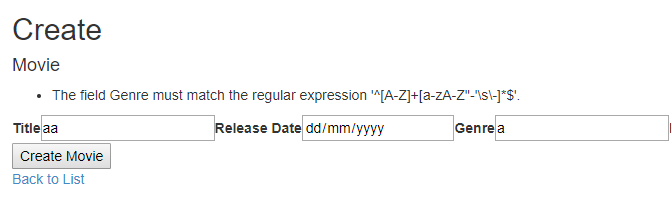 Create
Movie
The field Genre must match the regular expression '^[A-Z]+[a-zA-Z''-'\s\-]*$'.
Title aa Release Date dd/mm/yyyy Genre a
Create Movie
Back to List